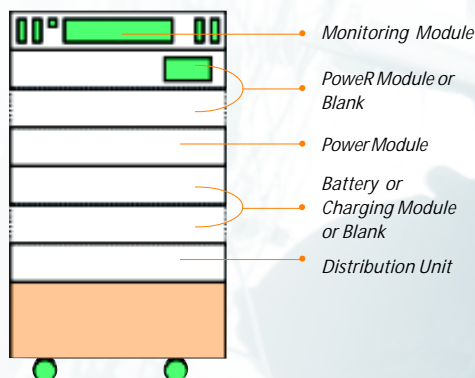 Monitoring Module
PoweR Module or
Blank
Power Module
Battery or
Charging Module
or Blank
Distribution Unit